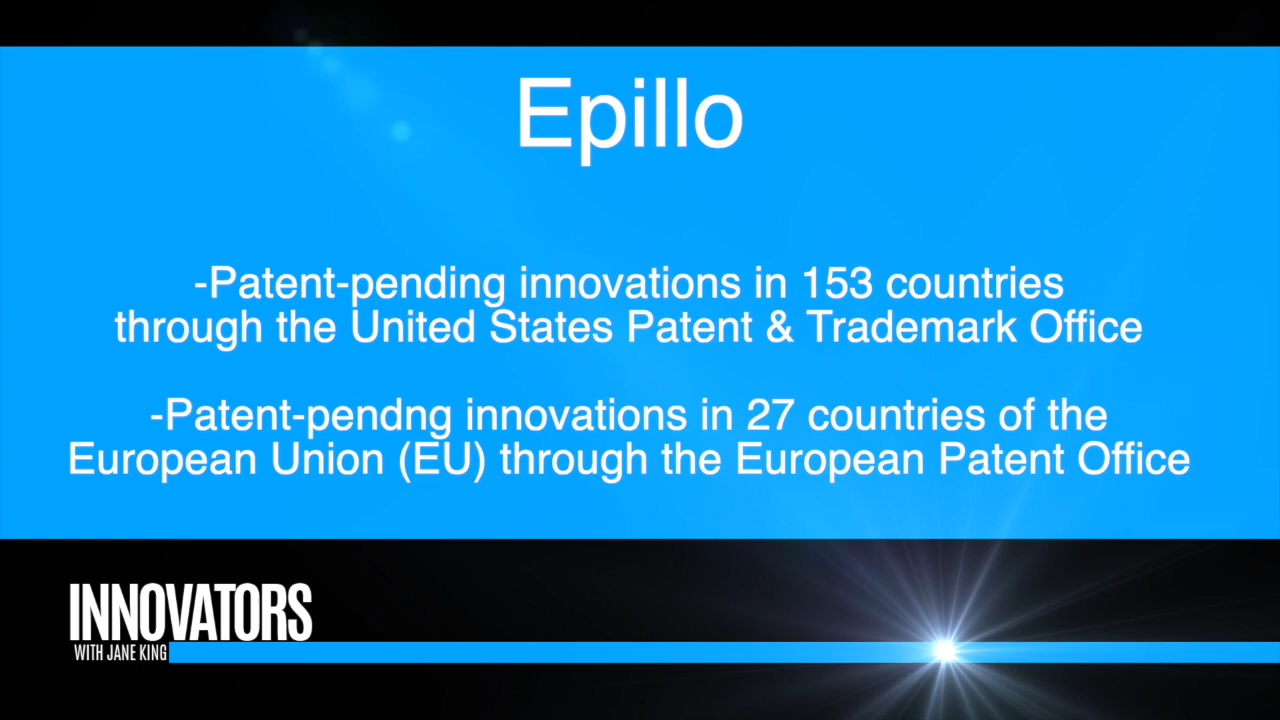 Epillo
-Patent-pending innovations in 153 countries
through the United States Patent & Trademark Office
-Patent-pendng innovations in 27 countries of the
European Union (EU) through the European Patent Office
INNOVATORS
WITH JANE KING